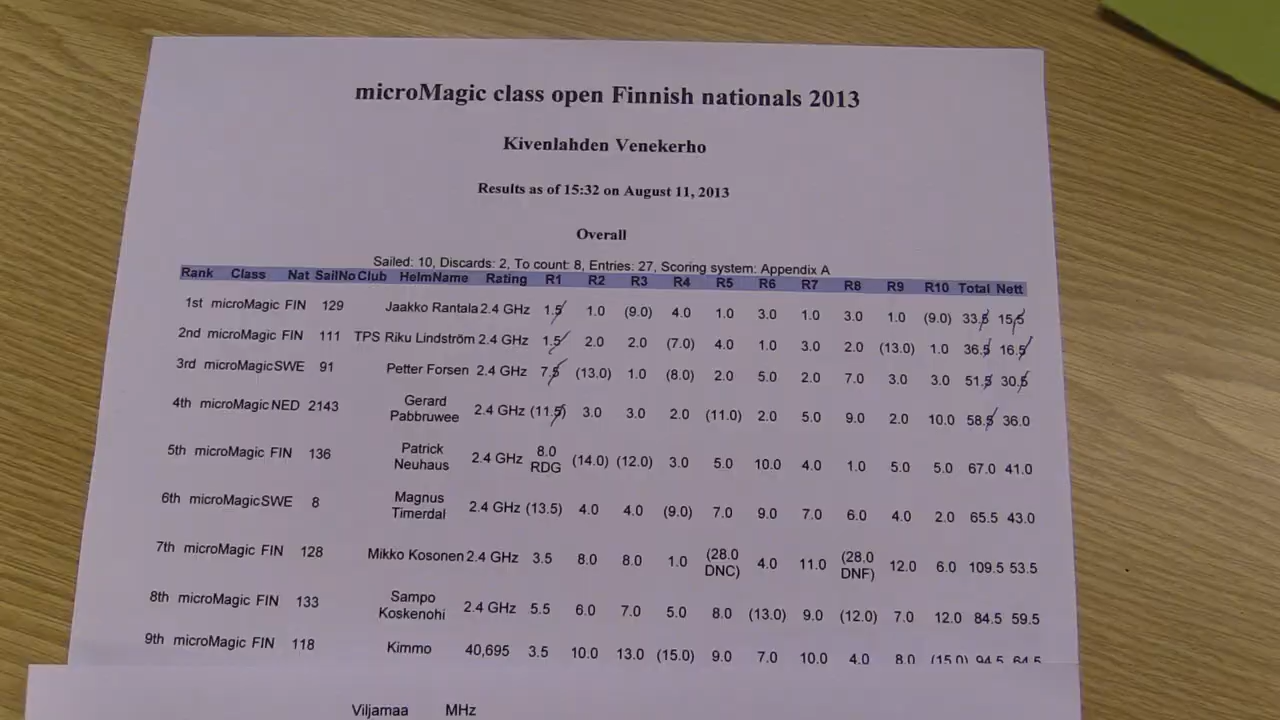 microMagic class open Finnish nationals 2013
Kivenlahden Venekerho
Results as of 15:32 on August 11, 2013
Overall
Sailed: 10, Discards: 2, To count: 8, Entries: 27, Scoring system: Appendix A
Rank Class Nat SailNo Club HelmName Rating R1 R2 R3 R4 R5 R6 R7 R8 R9 R10 Total Nett
1st microMagic FIN 129 Jaakko Rantala 2.4 GHz 1.5 1.0 (9.0) 4.0 1.0 3.0 1.0 3.0 1.0 (9.0) 33.5 15.5
2nd microMagic FIN 111 TPS Riku Lindström 2.4 GHz 1.5 2.0 2.0 (7.0) 4.0 1.0 3.0 2.0 (13.0) 1.0 36.5 16.5
3rd microMagic SWE 91 Petter Forsen 2.4 GHz 7.5 (13.0) 1.0 (8.0) 2.0 5.0 2.0 7.0 3.0 3.0 51.5 30.5
4th microMagic NED 2143 Gerard Pabbruwee 2.4 GHz (11.5) 3.0 3.0 2.0 (11.0) 2.0 5.0 9.0 2.0 10.0 58.5 36.0
5th microMagic FIN 136 Patrick Neuhaus 2.4 GHz 8.0 RDG (14.0) (12.0) 3.0 5.0 10.0 4.0 1.0 5.0 5.0 67.0 41.0
6th microMagic SWE 8 Magnus Timerdal 2.4 GHz (13.5) 4.0 4.0 (9.0) 7.0 9.0 7.0 6.0 4.0 2.0 65.5 43.0
7th microMagic FIN 128 Mikko Kosonen 2.4 GHz 3.5 8.0 8.0 1.0 (28.0 DNC) 4.0 11.0 (28.0 DNF) 12.0 6.0 109.5 53.5
8th microMagic FIN 133 Sampo Koskenohi 2.4 GHz 5.5 6.0 7.0 5.0 8.0 (13.0) 9.0 (12.0) 7.0 12.0 84.5 59.5
9th microMagic FIN 118 Kimmo 40,695 3.5 10.0 13.0 (15.0) 9.0 7.0 10.0 4.0 8.0 (15.0) 94.5 64.5
Viljamaa MHz